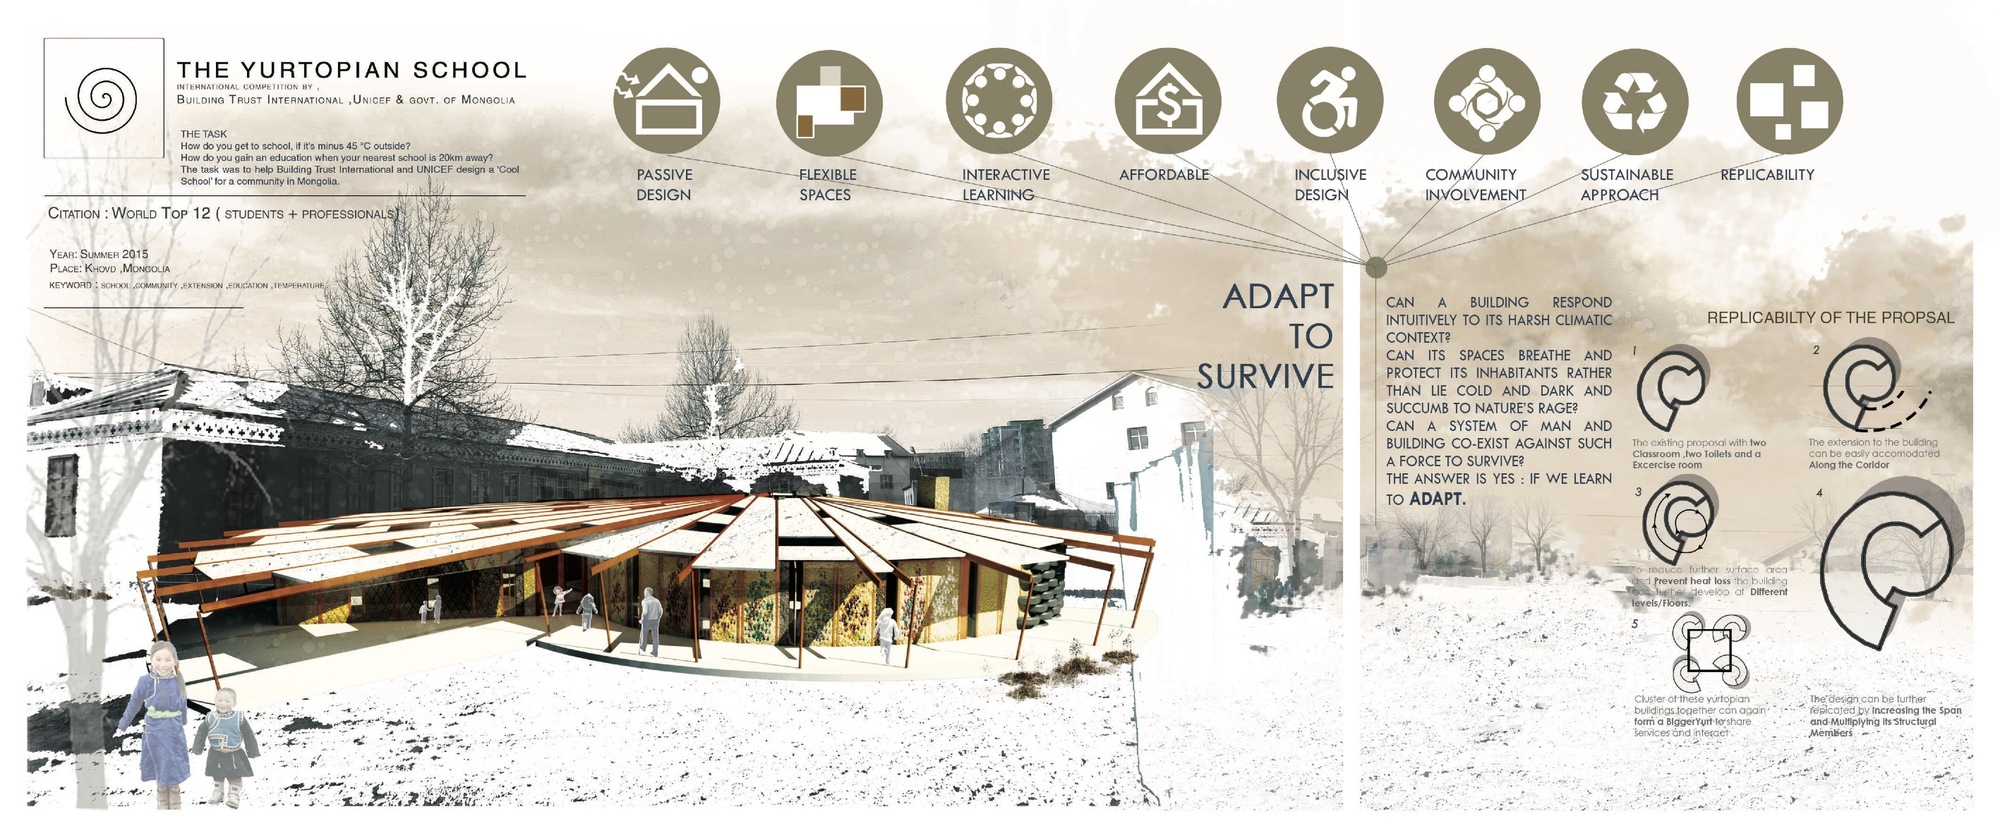 THE YURTOPIAN SCHOOL
INTERNATIONAL COMPETITION BY ,
BUILDING TRUST INTERNATIONAL ,UNICEF & GOVT. OF MONGOLIA
THE TASK
How do you get to school, if it's minus 45 °C outside?
How do you gain an education when your nearest school is 20km away?
The task was to help Building Trust International and UNICEF design a 'Cool
School' for a community in Mongolia.
CITATION : WORLD TOP 12 ( STUDENTS + PROFESSIONALS)
YEAR: SUMMER 2015
PLACE: KHOVD ,MONGOLIA
KEYWORD : SCHOOL ,COMMUNITY ,EXTENSION ,EDUCATION ,TEMPERATURE
PASSIVE
DESIGN
FLEXIBLE
SPACES
INTERACTIVE
LEARNING
$
AFFORDABLE
INCLUSIVE
DESIGN
COMMUNITY
INVOLVEMENT
SUSTAINABLE
APPROACH
REPLICABILITY
ADAPT
TO
SURVIVE
CAN A BUILDING RESPOND
INTUITIVELY TO ITS HARSH CLIMATIC
CONTEXT?
CAN ITS SPACES BREATHE AND
PROTECT ITS INHABITANTS RATHER
THAN LIE COLD AND DARK AND
SUCCUMB TO NATURE'S RAGE?
CAN A SYSTEM OF MAN AND
BUILDING CO-EXIST AGAINST SUCH
A FORCE TO SURVIVE?
THE ANSWER IS YES : IF WE LEARN
TO ADAPT.
REPLICABILTY OF THE PROPSAL
1
The existing proposal with two
Classroom ,two Toilets and a
Excercise room
2
The extension to the building
can be easily accomodated
Along the Coridor
3
To reduce further surface area
and Prevent heat loss the building
can further develop at Different
levels/Floors.
4
The design can be further
replicated by Increasing the Span
and Multiplying its Structural
Members
5
Cluster of these yurtopian
buildings together can again
form a BiggerYurt to share
Services and interact